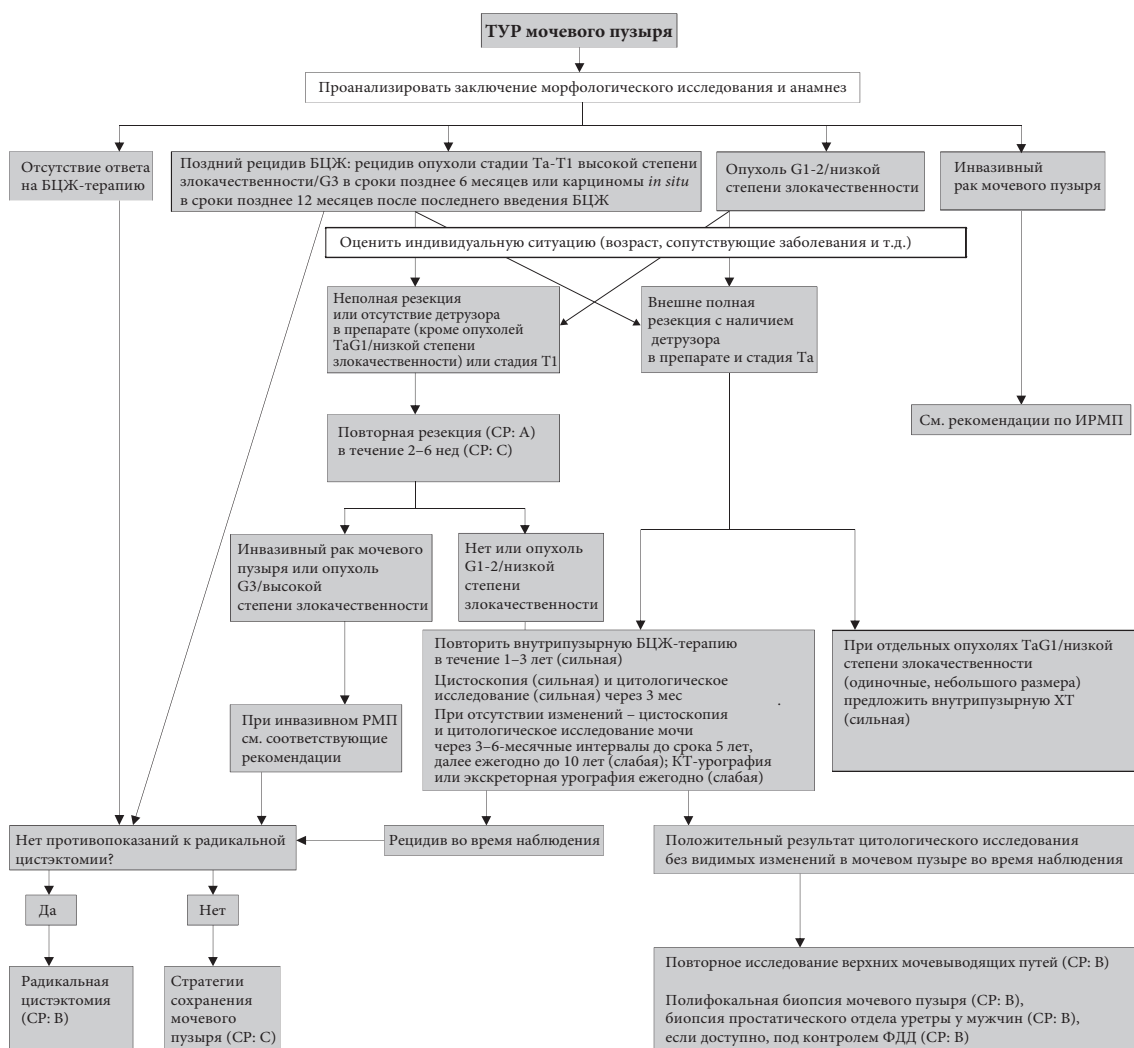 ТУР мочевого пузыря
Проанализировать заключение морфологического исследования и анамнез
Отсутствие ответа
на БЦЖ-терапию
Поздний рецидив БЦЖ: рецидив опухоли стадии Ta-T1 высокой степени
злокачественности/G3 в сроки позднее 6 месяцев или карциномы in situ
в сроки позднее 12 месяцев после последнего введения БЦЖ
Опухоль G1-2/низкой
степени злокачественности
Инвазивный
рак мочевого
пузыря
Оценить индивидуальную ситуацию (возраст, сопутствующие заболевания и т.д.)
Неполная резекция
или отсутствие детрузора
в препарате (кроме опухолей
TaG1/низкой степени
злокачественности) или стадия T1
Внешне полная
резекция с наличием
детрузора
в препарате и стадия Ta
См. рекомендации по ИРМП
Повторная резекция (СР: A)
в течение 2–6 нед (СР: C)
Инвазивный рак мочевого
пузыря или опухоль
G3/высокой
степени злокачественности
Нет или опухоль
G1-2/низкой
степени
злокачественности
Повторить внутрипузырную БЦЖ-терапию
в течение 1–3 лет (сильная)
Цистоскопия (сильная) и цитологическое
исследование (сильная) через 3 мес
При отсутствии изменений – цистоскопия
и цитологическое исследование мочи
через 3–6-месячные интервалы до срока 5 лет,
далее ежегодно до 10 лет (слабая); КТ-урография
или экскреторная урография ежегодно (слабая)
При отдельных опухолях TaG1/низкой
степени злокачественности
(одиночные, небольшого размера)
предложить внутрипузырную ХТ
(сильная)
При инвазивном РМП
см. соответствующие
рекомендации
Нет противопоказаний к радикальной
цистэктомии?
Рецидив во время наблюдения
Положительный результат цитологического исследования
без видимых изменений в мочевом пузыре во время наблюдения
Да
Нет
Радикальная
цистэктомия
(СР: B)
Стратегии
сохранения
мочевого
пузыря (СР: C)
Повторное исследование верхних мочевыводящих путей (СР: B)
Полифокальная биопсия мочевого пузыря (СР: B),
биопсия простатического отдела уретры у мужчин (СР: B),
если доступно, под контролем ФДД (СР: B)